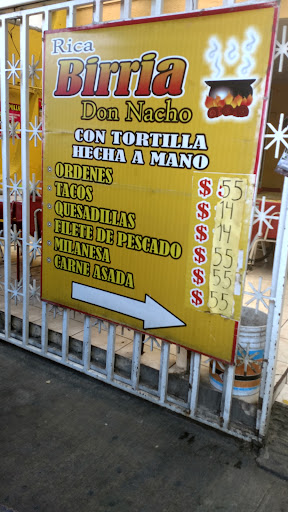 Rica
Birria
Don Nacho
CON TORTILLA
HECHA A MANO
· ORDENES $55
· TACOS $14
· QUESADILLAS $14
· FILETE DE PESCADO $55
· MILANESA $55
· CARNE ASADA $55